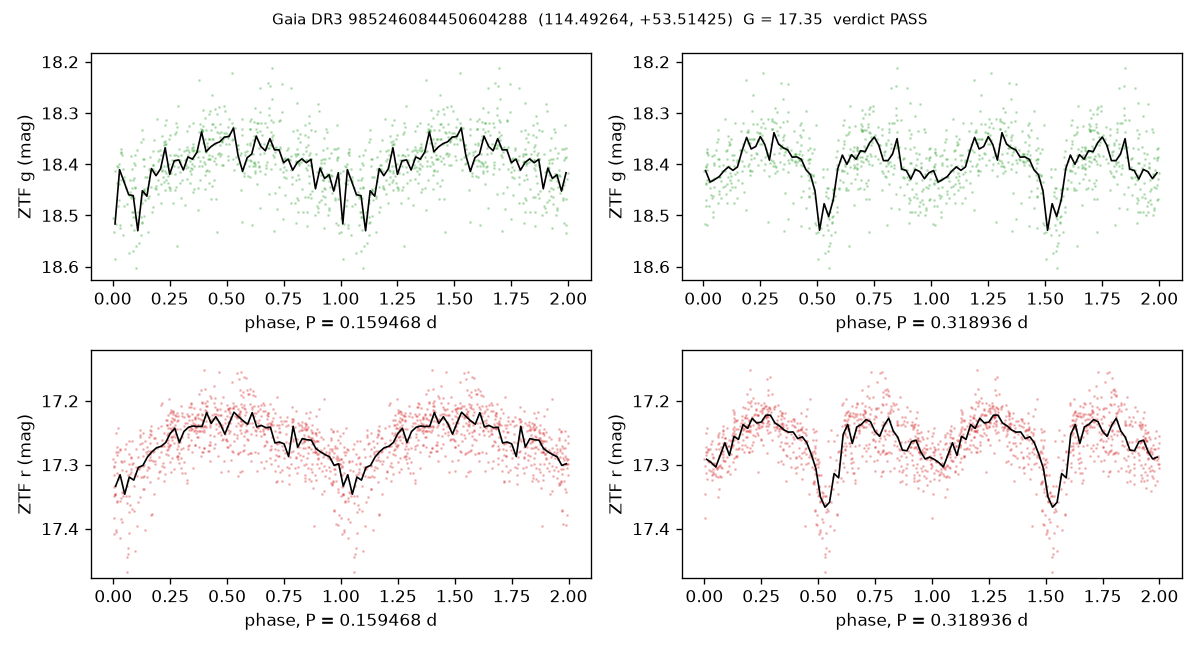 Gaia DR3 985246084450604288 (114.49264, +53.51425) G = 17.35 verdict PASS
ZTF g (mag)
18.2
18.3
18.4
18.5
18.6
0.00 0.25 0.50 0.75 1.00 1.25 1.50 1.75 2.00
phase, P = 0.159468 d
ZTF g (mag)
18.2
18.3
18.4
18.5
18.6
0.00 0.25 0.50 0.75 1.00 1.25 1.50 1.75 2.00
phase, P = 0.318936 d
ZTF r (mag)
17.2
17.3
17.4
0.00 0.25 0.50 0.75 1.00 1.25 1.50 1.75 2.00
phase, P = 0.159468 d
ZTF r (mag)
17.2
17.3
17.4
0.00 0.25 0.50 0.75 1.00 1.25 1.50 1.75 2.00
phase, P = 0.318936 d